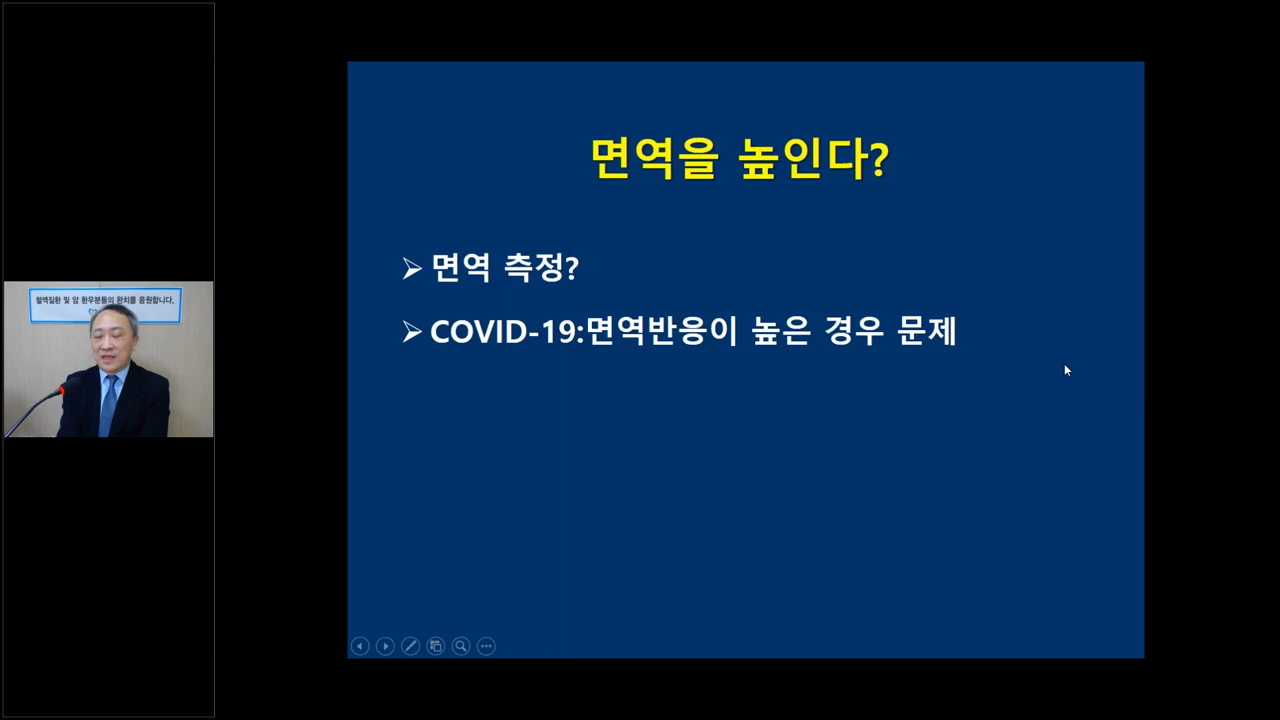 혈액질환 및 암 환우분들의 완치를 응원합니다.
면역을 높인다?
면역 측정?
COVID-19:면역반응이 높은 경우 문제